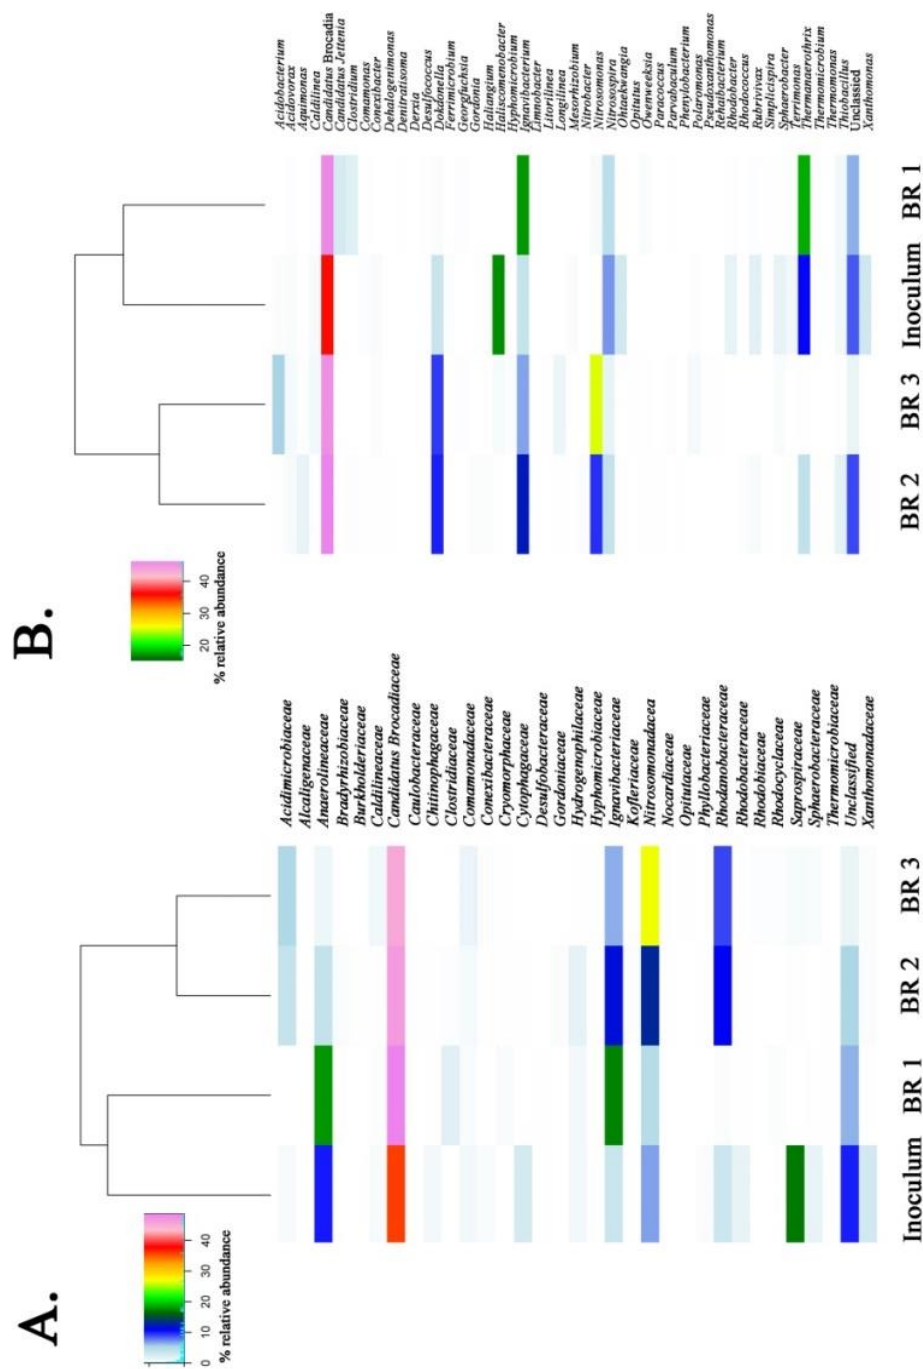 A.
0 10 20 30 40
% relative abundance
Acidimicrobiaceae
Alcaligenaceae
Anaerolineaceae
Bradyrhizobiaceae
Burkholderiaceae
Caldilineaceae
Candidatus Brocadiaceae
Caulobacteraceae
Chitinophagaceae
Clostridiaceae
Comamonadaceae
Conexibacteraceae
Cryomorphaceae
Cytophagaceae
Desulfobacteraceae
Gordoniaceae
Hydrogenophilaceae
Hyphomicrobiaceae
Ignavibacteriaceae
Kofleriaceae
Nitrosomonadacea
Nocardiaceae
Opitutaceae
Phyllobacteriaceae
Rhodanobacteraceae
Rhodobacteraceae
Rhodobiaceae
Rhodocyclaceae
Saprospiraceae
Sphaerobacteraceae
Thermomicrobiaceae
Unclassified
Xanthomonadaceae
Inoculum BR 1 BR 2 BR 3
B.
20 30 40
% relative abundance
Acidobacterium
Acidovorax
Aquimonas
Caldilinea
Candidatus Brocadia
Candidatus Jettenia
Clostridium
Comamonas
Conexibacter
Dehalogenimonas
Denitratisoma
Derxia
Desulfococcus
Dokdonella
Ferrimicrobium
Georgfuchsia
Gordonia
Haliangium
Haliscomenobacter
Hyphomicrobium
Ignavibacterium
Limnobacter
Litorilinea
Longilinea
Mesorhizobium
Nitrobacter
Nitrosomonas
Nitrosospira
Ohtaekwangia
Opitutus
Owenweeksia
Paracoccus
Parvibaculum
Phenylobacterium
Polaromonas
Pseudoxanthomonas
Rehaibacterium
Rhodobacter
Rhodococcus
Rubrivivax
Simplicispira
Sphaerobacter
Terrimonas
Thermanaerothrix
Thermomicrobium
Thermomonas
Thiobacillus
Unclassied
Xanthomonas
BR 2 BR 3 Inoculum BR 1